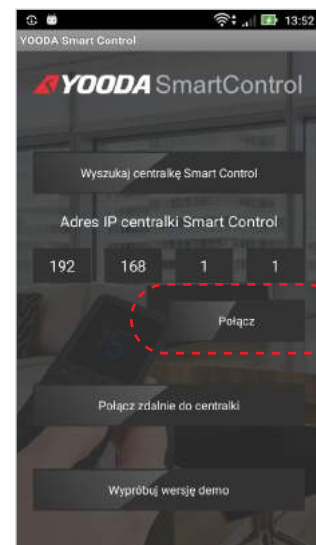 13:52
YOODA Smart Control
YOODA SmartControl
Wyszukaj centralkę Smart Control
Adres IP centralki Smart Control
192 168 1 1
Połącz
Połącz zdalnie do centralki
Wypróbuj wersję demo